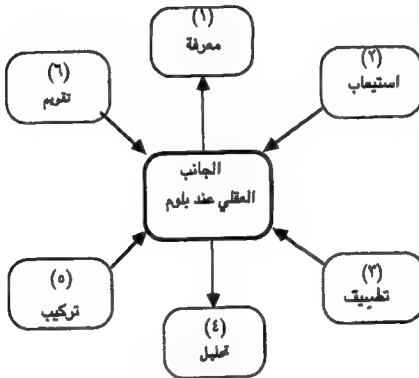 (١)
معرفة
(٢)
استيعاب
(٣)
تطبيق
(٤)
تحليل
(٥)
تركيب
(٦)
تقويم
الجانب
العقلي عند بلوم